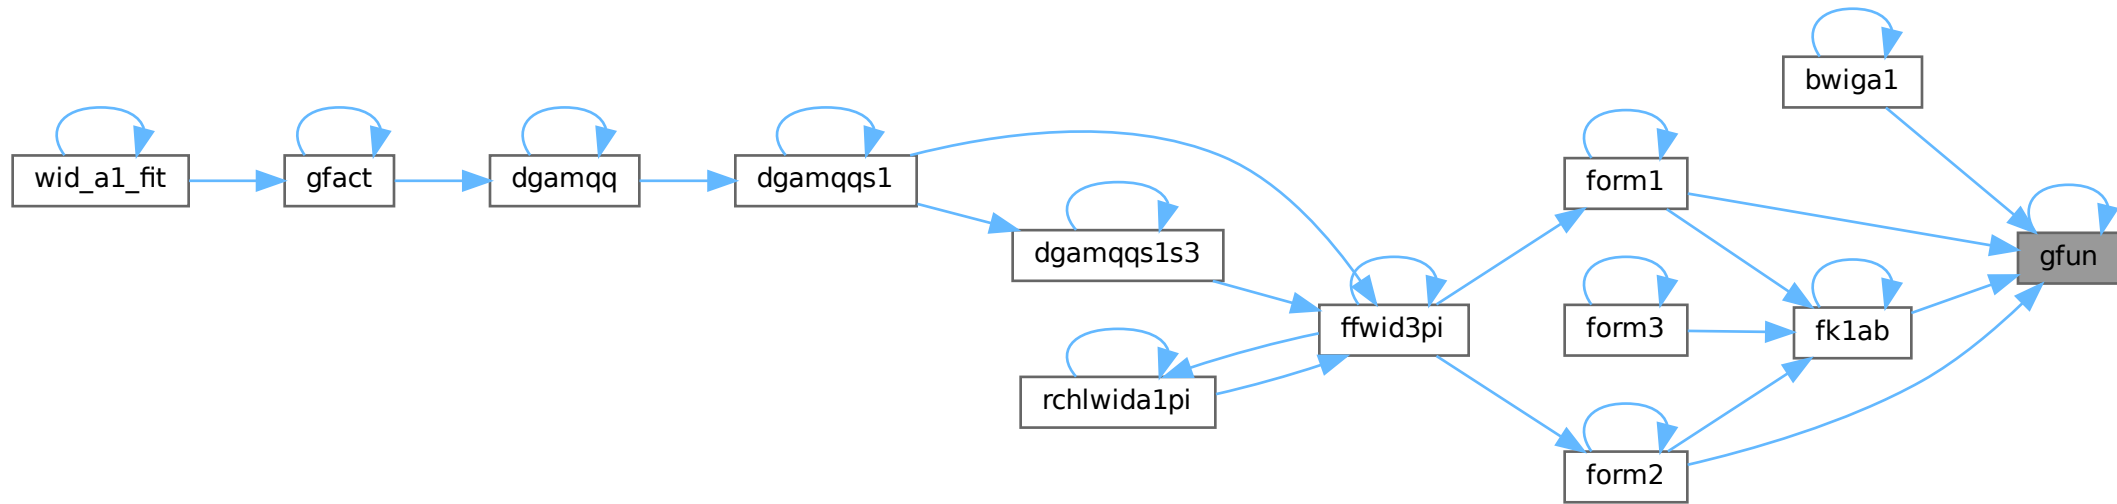 wid_a1_fit
gfact
dgamqq
dgamqqs1
dgamqqs1s3
rchlwida1pi
ffwid3pi
form1
form3
form2
bwiga1
fk1ab
gfun